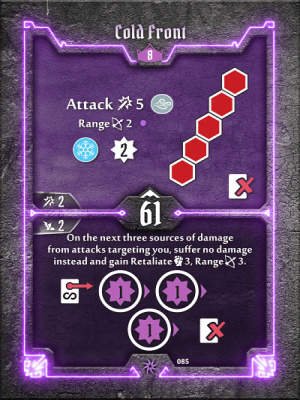 Cold Front
8
Attack 5
Range 2
2
2
61
2
On the next three sources of damage
from attacks targeting you, suffer no damage
instead and gain Retaliate 3, Range 3.
S
1 1
1
085